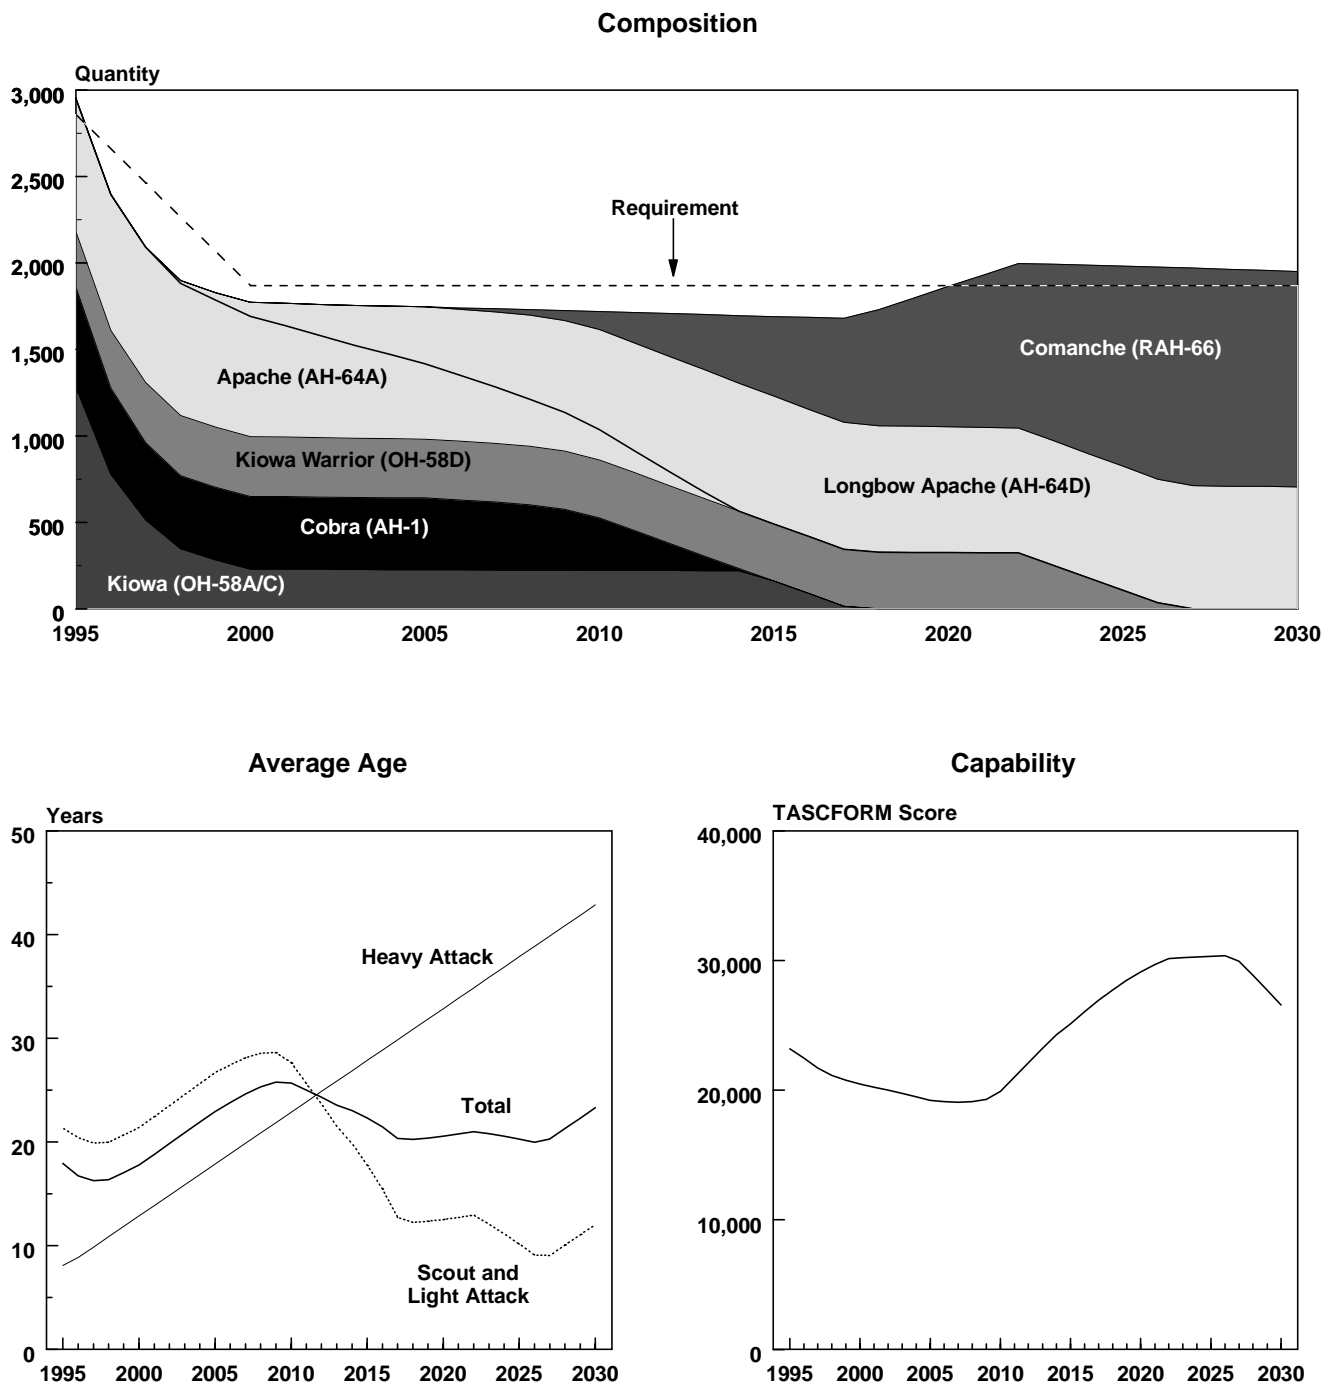 Composition
Quantity
3,000
2,500
2,000
1,500
1,000
500
0
Requirement
Comanche (RAH-66)
Apache (AH-64A)
Kiowa Warrior (OH-58D)
Longbow Apache (AH-64D)
Cobra (AH-1)
Kiowa (OH-58A/C)
1995 2000 2005 2010 2015 2020 2025 2030
Average Age
Years
50
40
30
20
10
0
Heavy Attack
Total
Scout and
Light Attack
1995 2000 2005 2010 2015 2020 2025 2030
Capability
TASCFORM Score
40,000
30,000
20,000
10,000
0
1995 2000 2005 2010 2015 2020 2025 2030